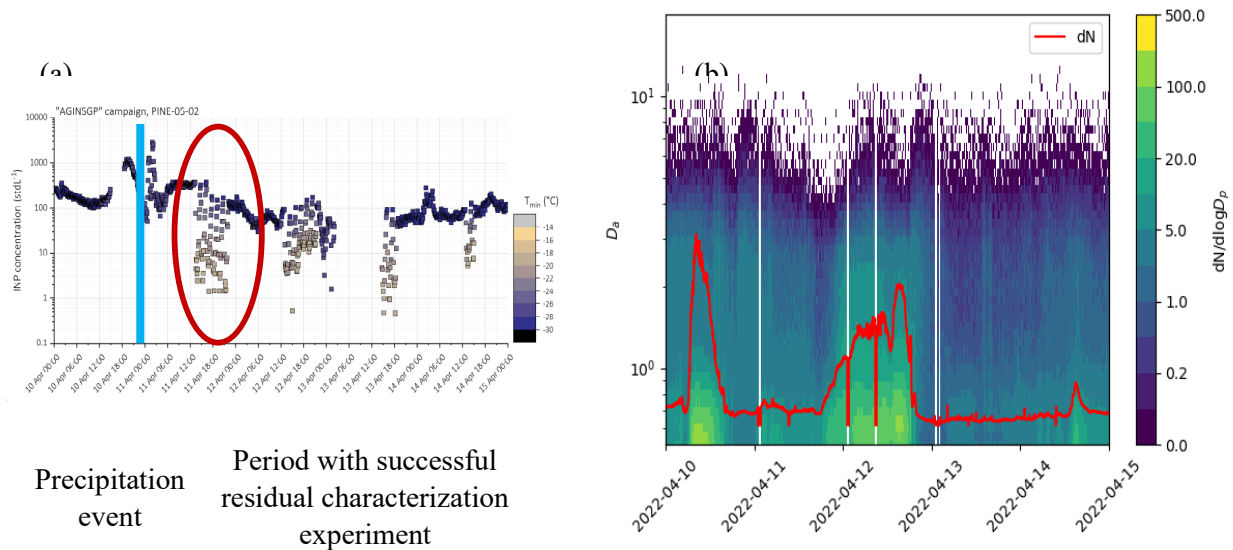 (a)
"AGINSGP" campaign, PINE-05-02
INP concentration (stdL⁻¹)
10000
1000
100
10
1
0.1
10 Apr 00:00
10 Apr 06:00
10 Apr 12:00
10 Apr 18:00
11 Apr 00:00
11 Apr 06:00
11 Apr 12:00
11 Apr 18:00
12 Apr 00:00
12 Apr 06:00
12 Apr 12:00
12 Apr 18:00
13 Apr 00:00
13 Apr 06:00
13 Apr 12:00
13 Apr 18:00
14 Apr 00:00
14 Apr 06:00
14 Apr 12:00
14 Apr 18:00
15 Apr 00:00
T min (°C)
-14
-16
-18
-20
-22
-24
-26
-28
-30
Precipitation
event
Period with successful
residual characterization
experiment
(b)
dN
Dₐ
10¹
10⁰
2022-04-10
2022-04-11
2022-04-12
2022-04-13
2022-04-14
2022-04-15
500.0
100.0
20.0
5.0
1.0
0.2
0.0
dN/dlogDₚ